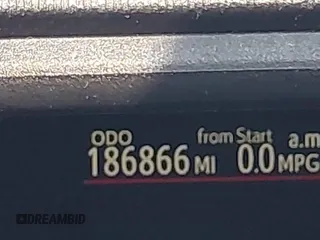 ODO from Start a.m
186866 MI 0.0 MPG
DREAMBID